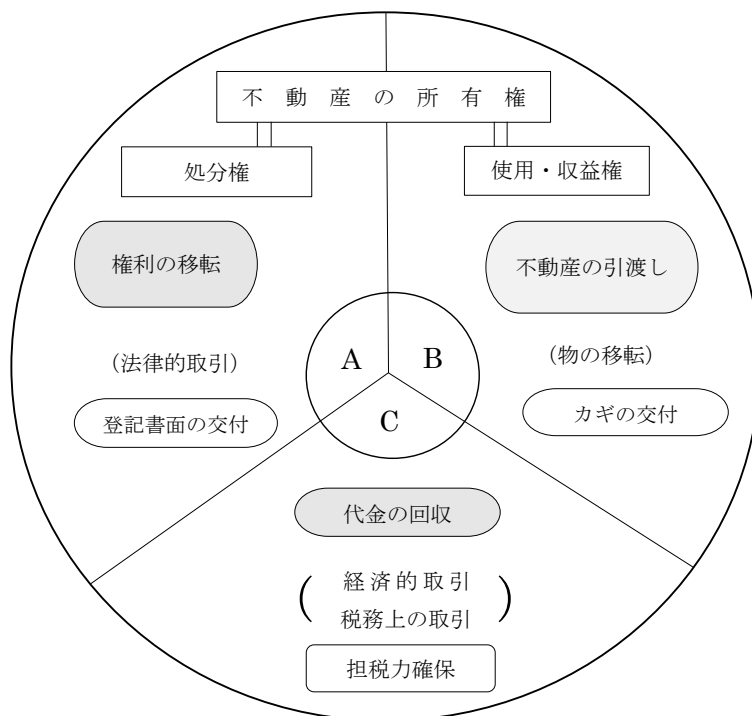 不動産の所有権
処分権
使用・収益権
権利の移転
不動産の引渡し
(法律的取引)
(物の移転)
登記書面の交付
カギの交付
A
B
C
代金の回収
(経済的取引
税務上の取引)
担税力確保